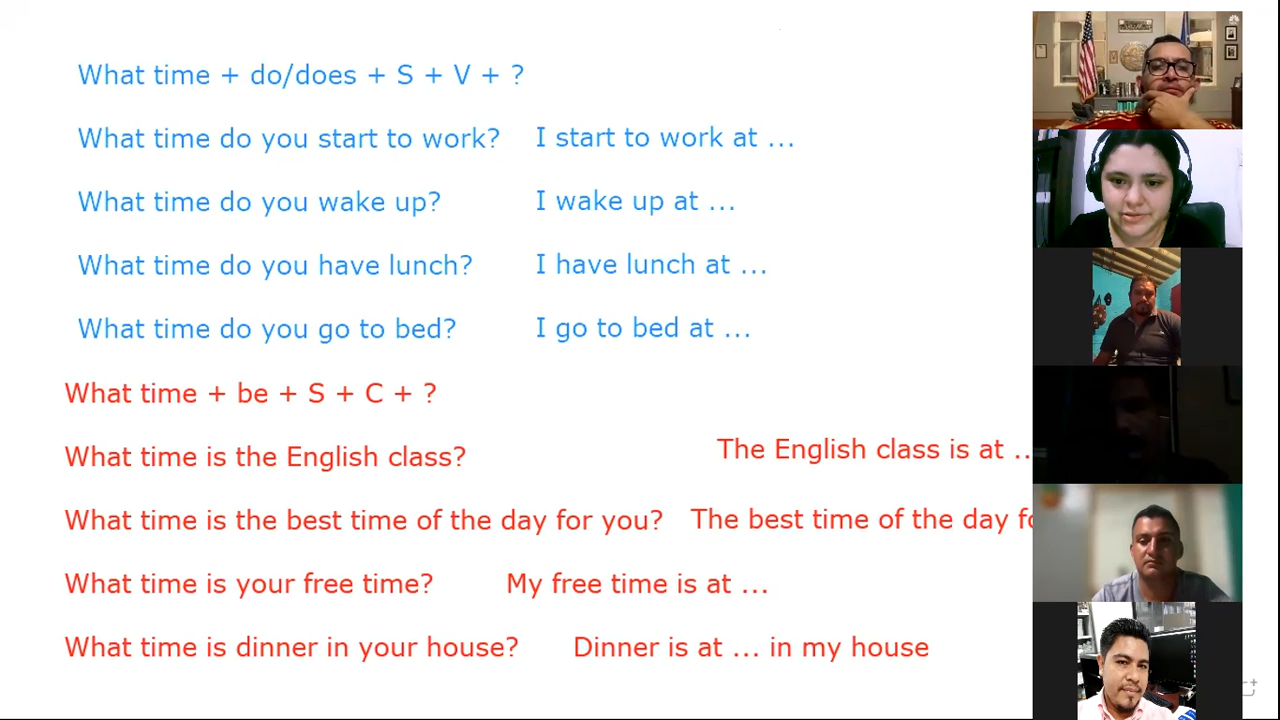 What time + do/does + S + V + ?
What time do you start to work? I start to work at ...
What time do you wake up? I wake up at ...
What time do you have lunch? I have lunch at ...
What time do you go to bed? I go to bed at ...
What time + be + S + C + ?
What time is the English class? The English class is at ..
What time is the best time of the day for you? The best time of the day
What time is your free time? My free time is at ...
What time is dinner in your house? Dinner is at ... in my house